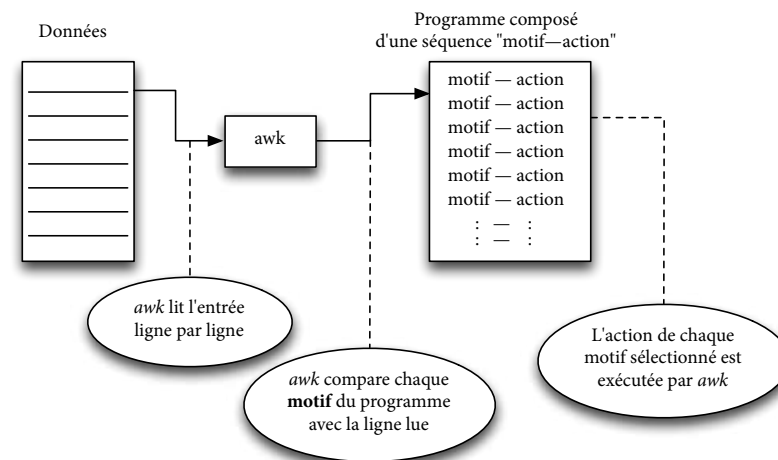 Données
Programme composé
d'une séquence "motif—action"
motif — action
motif — action
motif — action
motif — action
motif — action
motif — action
⋮ — ⋮
⋮ — ⋮
awk
awk lit l'entrée
ligne par ligne
awk compare chaque
motif du programme
avec la ligne lue
L'action de chaque
motif sélectionné est
exécutée par awk